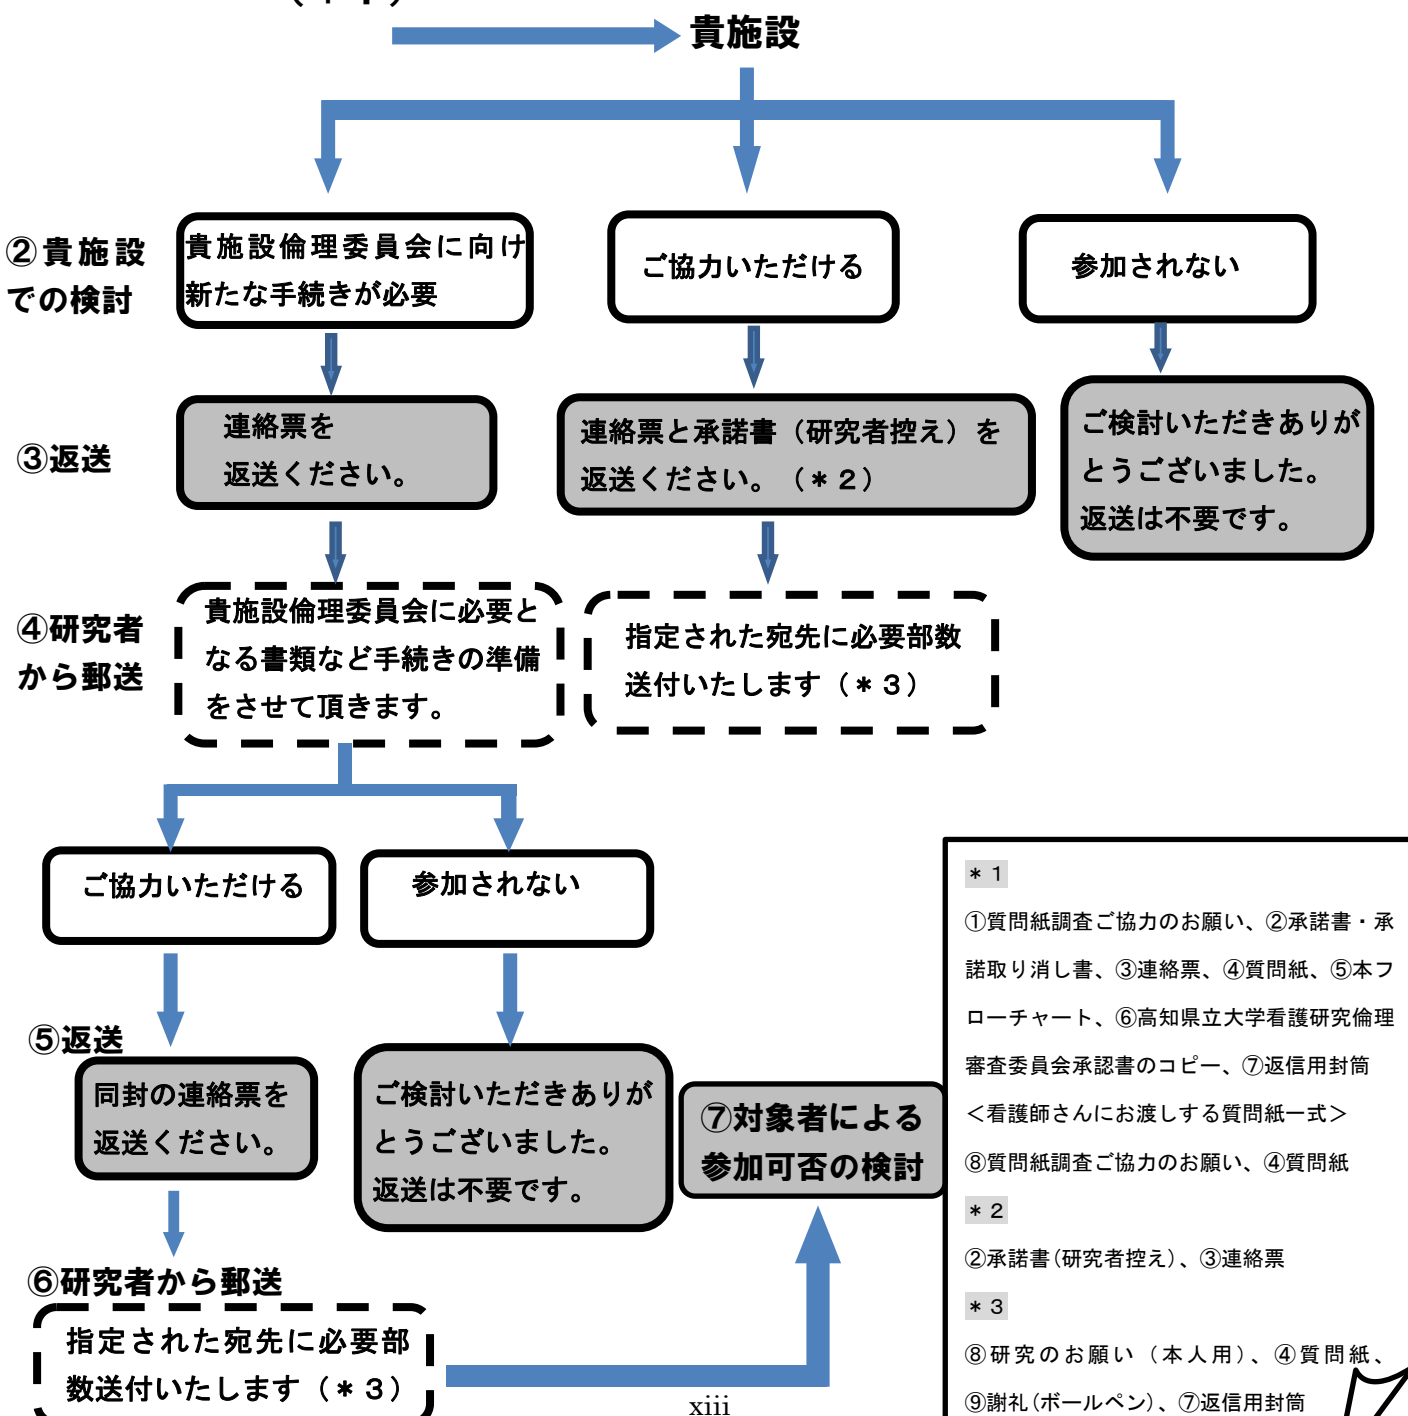 (＊1)
貴施設
②貴施設
での検討
貴施設倫理委員会に向け
新たな手続きが必要
ご協力いただける
参加されない
③返送
連絡票を
返送ください。
連絡票と承諾書（研究者控え）を
返送ください。（＊２）
ご検討いただきありが
とうございました。
返送は不要です。
④研究者
から郵送
貴施設倫理委員会に必要と
なる書類など手続きの準備
をさせて頂きます。
指定された宛先に必要部数
送付いたします（＊３）
ご協力いただける
参加されない
⑤返送
同封の連絡票を
返送ください。
ご検討いただきありが
とうございました。
返送は不要です。
⑦対象者による
参加可否の検討
⑥研究者から郵送
指定された宛先に必要部
数送付いたします（＊３）
＊１
①質問紙調査ご協力のお願い、②承諾書・承
諾取り消し書、③連絡票、④質問紙、⑤本フ
ローチャート、⑥高知県立大学看護研究倫理
審査委員会承認書のコピー、⑦返信用封筒
＜看護師さんにお渡しする質問紙一式＞
⑧質問紙調査ご協力のお願い、④質問紙
＊２
②承諾書(研究者控え)、③連絡票
＊３
⑧研究のお願い（本人用）、④質問紙、
⑨謝礼(ボールペン)、⑦返信用封筒
xiii